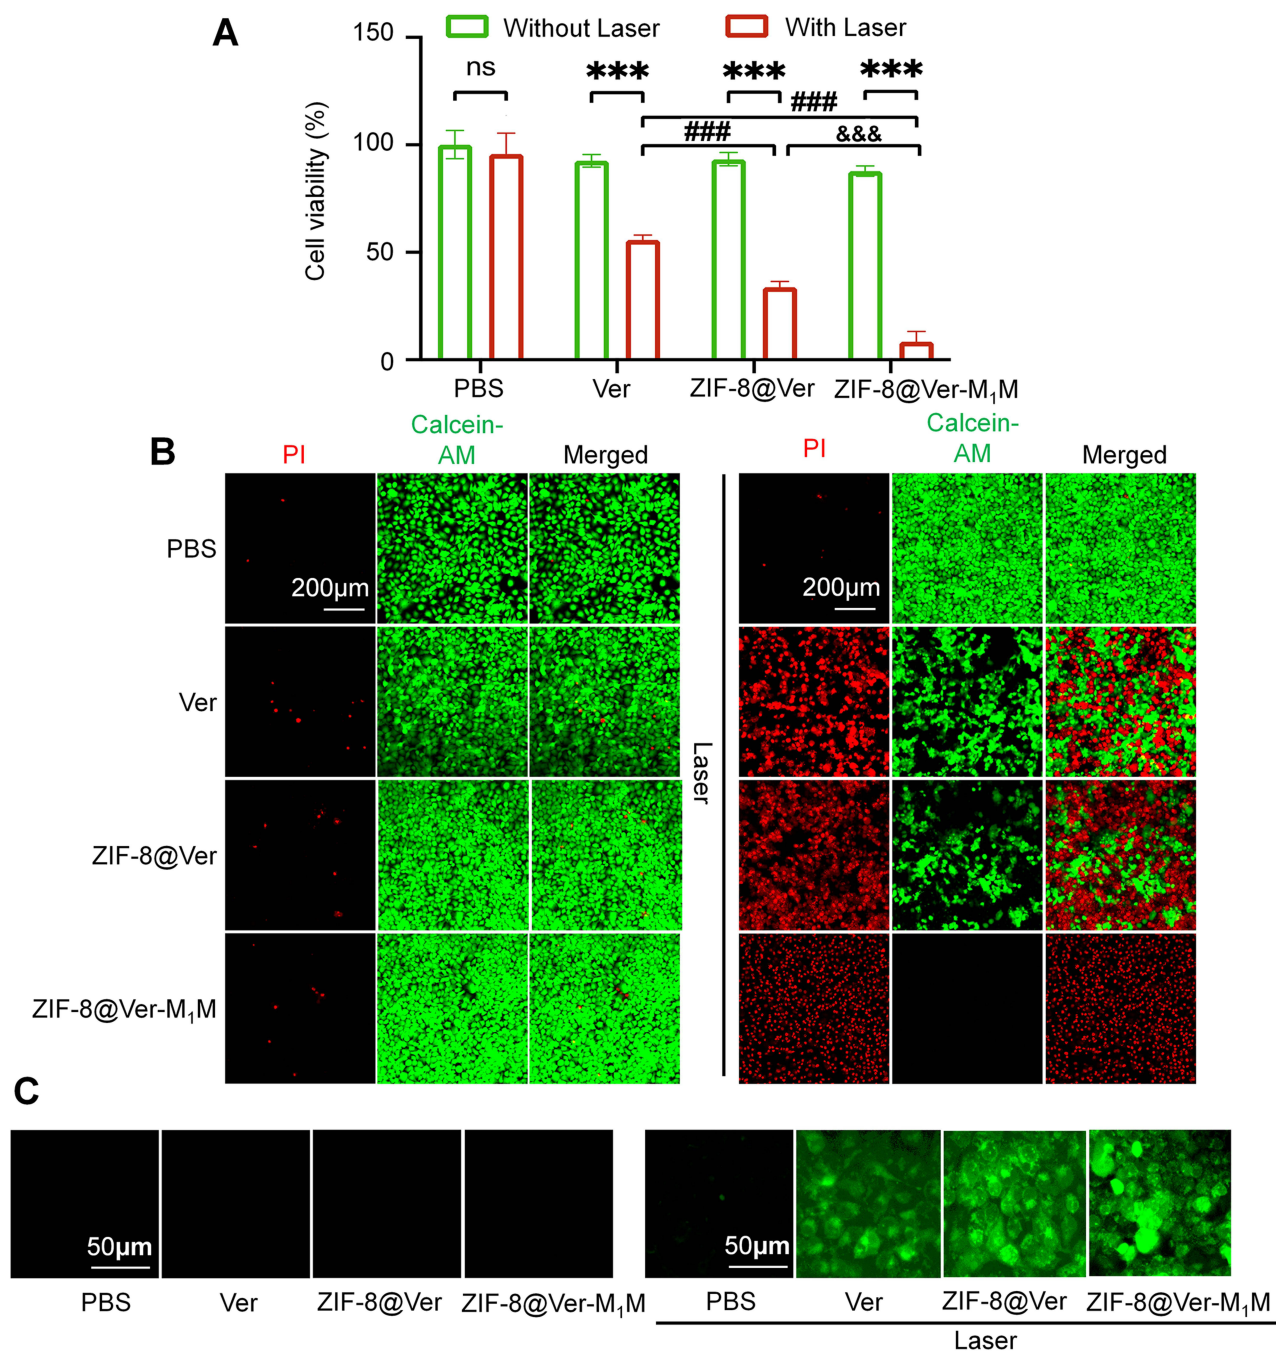 A
Without Laser
With Laser
150
100
50
0
Cell viability (%)
ns
***
***
***
###
###
&&&
PBS
Ver
ZIF-8@Ver
ZIF-8@Ver-M₁M
B
PI
Calcein-
AM
Merged
PI
Calcein-
AM
Merged
PBS
200μm
200μm
Ver
Laser
ZIF-8@Ver
ZIF-8@Ver-M₁M
C
50μm
50μm
PBS
Ver
ZIF-8@Ver
ZIF-8@Ver-M₁M
PBS
Ver
ZIF-8@Ver
ZIF-8@Ver-M₁M
Laser